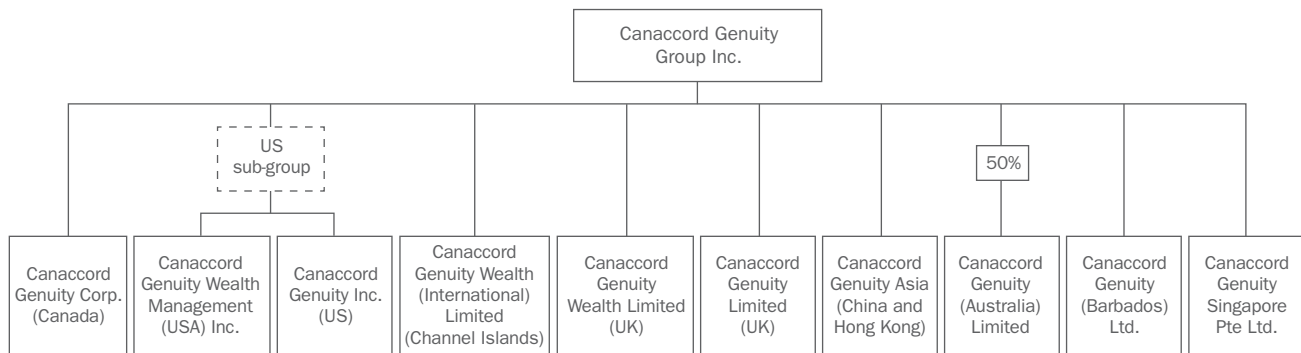 Canaccord Genuity
Group Inc.
US
sub-group
50%
Canaccord
Genuity Corp.
(Canada)
Canaccord
Genuity Wealth
Management
(USA) Inc.
Canaccord
Genuity Inc.
(US)
Canaccord
Genuity Wealth
(International)
Limited
(Channel Islands)
Canaccord
Genuity
Wealth Limited
(UK)
Canaccord
Genuity
Limited
(UK)
Canaccord
Genuity Asia
(China and
Hong Kong)
Canaccord
Genuity
(Australia)
Limited
Canaccord
Genuity
(Barbados)
Ltd.
Canaccord
Genuity
Singapore
Pte Ltd.